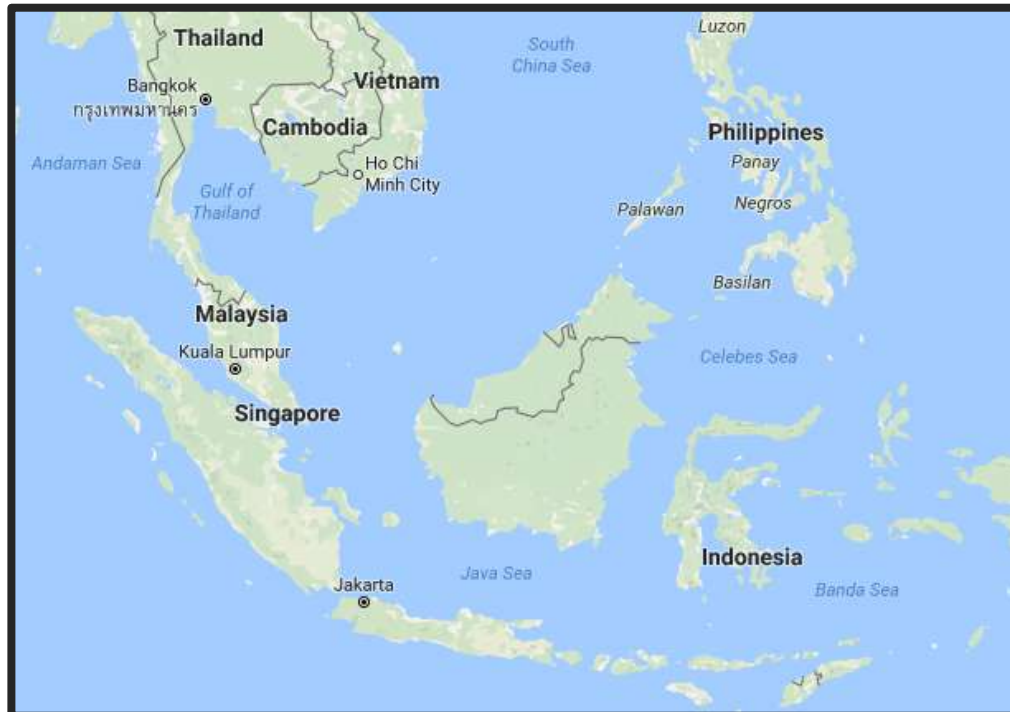 Luzon
Thailand
South
China Sea
Vietnam
Bangkok
กรุงเทพมหานคร
Cambodia
Philippines
Andaman Sea
Ho Chi
Minh City
Panay
Gulf of
Thailand
Negros
Palawan
Basilan
Malaysia
Kuala Lumpur
Celebes Sea
Singapore
Indonesia
Java Sea
Jakarta
Banda Sea